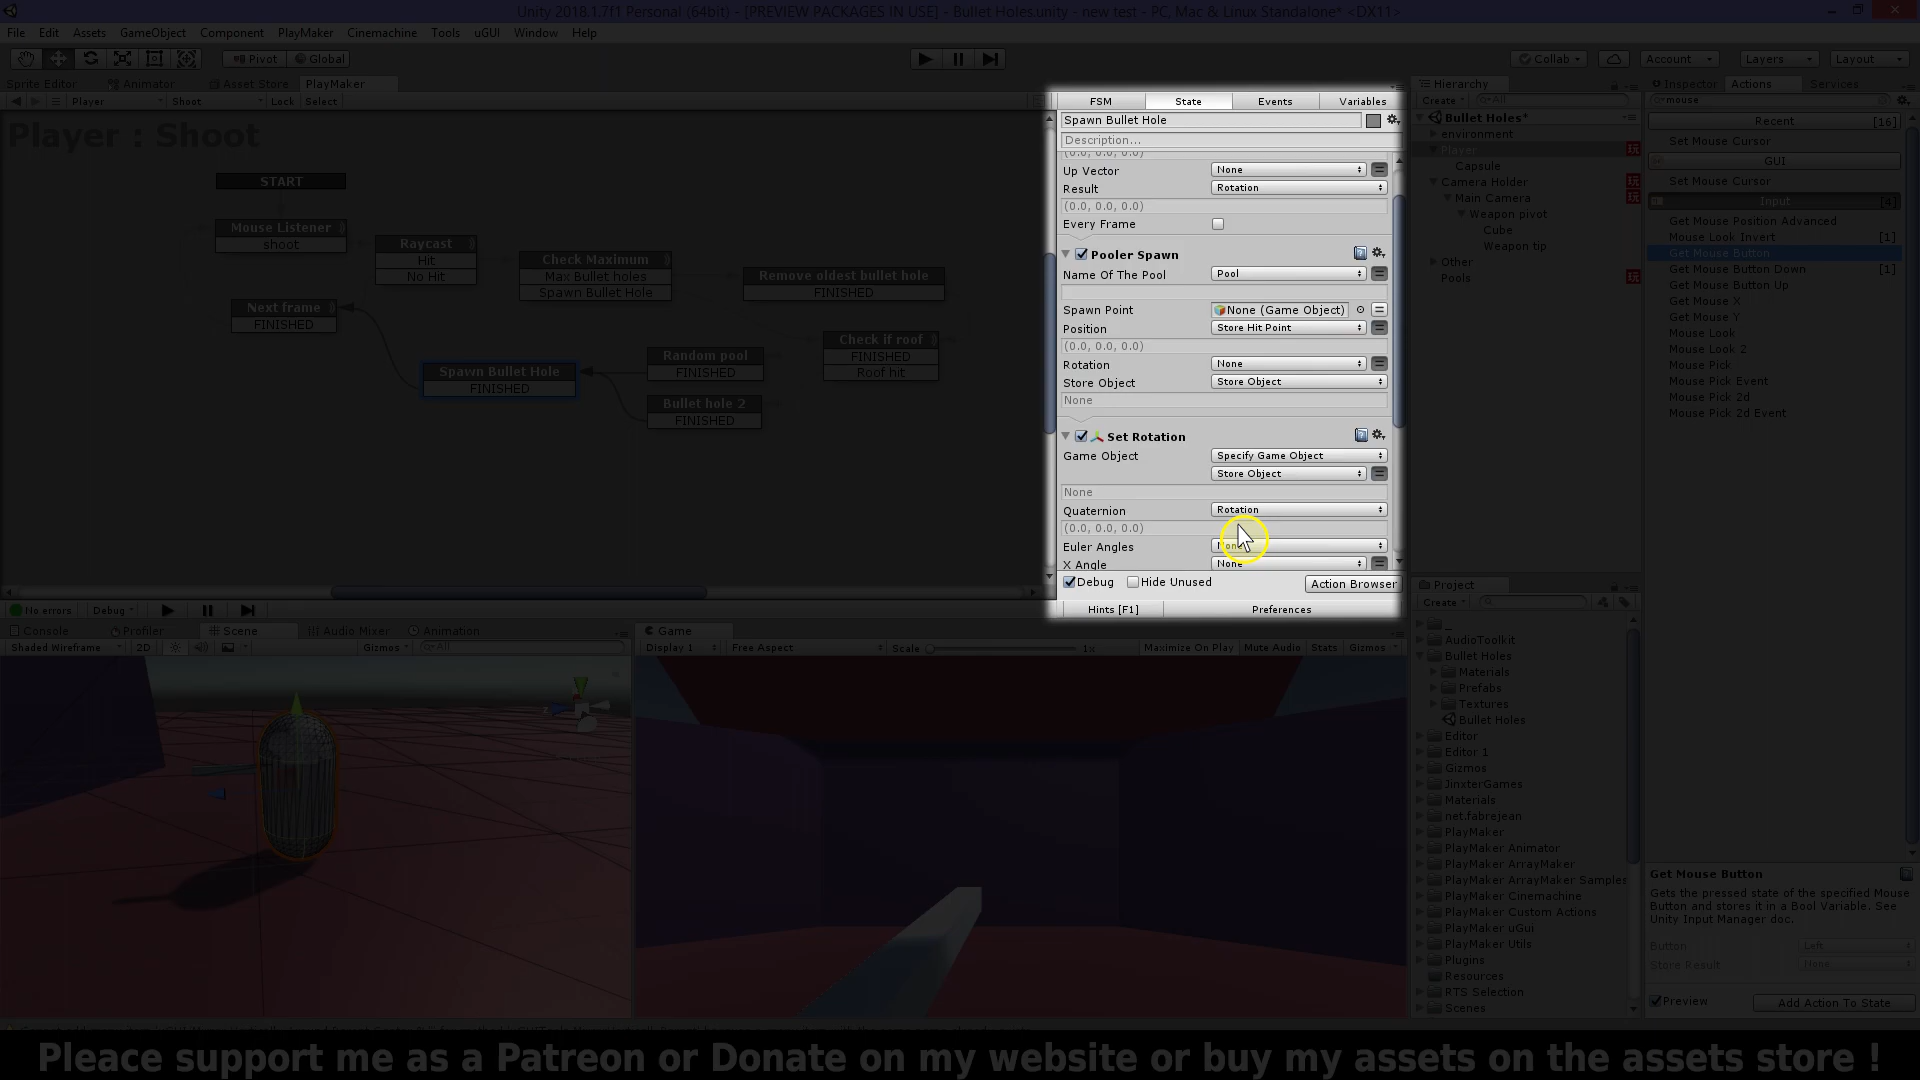 Unity 2018.1.7f1 Personal (64bit) - [PREVIEW PACKAGES IN USE] - Bullet Holes.unity - new test - PC, Mac & Linux Standalone* <DX11>
File Edit Assets GameObject Component PlayMaker Cinemachine Tools uGUI Window Help
Pivot Global Collab Account Layers Layout
Sprite Editor Animator Asset Store PlayMaker
Player Shoot Lock Select
Player : Shoot
START
Mouse Listener
shoot
Raycast
Hit
No Hit
Check Maximum
Max Bullet holes
Spawn Bullet Hole
Remove oldest bullet hole
FINISHED
Next frame
FINISHED
Check if roof
FINISHED
Roof hit
Random pool
FINISHED
Spawn Bullet Hole
FINISHED
Bullet hole 2
FINISHED
No errors Debug
FSM State Events Variables
Spawn Bullet Hole
Description...
(0.0, 0.0, 0.0)
Up Vector None
Result Rotation
(0.0, 0.0, 0.0)
Every Frame
Pooler Spawn
Name Of The Pool Pool
Spawn Point None (Game Object)
Position Store Hit Point
(0.0, 0.0, 0.0)
Rotation None
Store Object Store Object
None
Set Rotation
Game Object Specify Game Object
Store Object
None
Quaternion Rotation
(0.0, 0.0, 0.0)
Euler Angles None
X Angle None
Debug Hide Unused Action Browser
Hints [F1] Preferences
Hierarchy
Create All
Bullet Holes*
environment
Player
Capsule
Camera Holder
Main Camera
Weapon pivot
Cube
Weapon tip
Other
Pools
Inspector Actions Services
mouse
Recent [16]
Set Mouse Cursor
GUI
Set Mouse Cursor
Input [4]
Get Mouse Position Advanced
Mouse Look Invert [1]
Get Mouse Button
Get Mouse Button Down [1]
Get Mouse Button Up
Get Mouse X
Get Mouse Y
Mouse Look
Mouse Look 2
Mouse Pick
Mouse Pick Event
Mouse Pick 2d
Mouse Pick 2d Event
Console Profiler Scene Audio Mixer Animation
Shaded Wireframe 2D Gizmos All
Game
Display 1 Free Aspect Scale 1x Maximize On Play Mute Audio Stats Gizmos
Project
Create
_
AudioToolkit
Bullet Holes
Materials
Prefabs
Textures
Bullet Holes
Editor
Editor 1
Gizmos
JinxterGames
Materials
net.fabrejean
PlayMaker
PlayMaker Animator
PlayMaker ArrayMaker
PlayMaker ArrayMaker Samples
PlayMaker Cinemachine
PlayMaker Custom Actions
PlayMaker uGui
PlayMaker Utils
Plugins
Resources
RTS Selection
Scenes
Get Mouse Button
Gets the pressed state of the specified Mouse
Button and stores it in a Bool Variable. See
Unity Input Manager doc.
Button Left
Store Result None
Preview Add Action To State
Pleace support me as a Patreon or Donate on my website or buy my assets on the assets store !